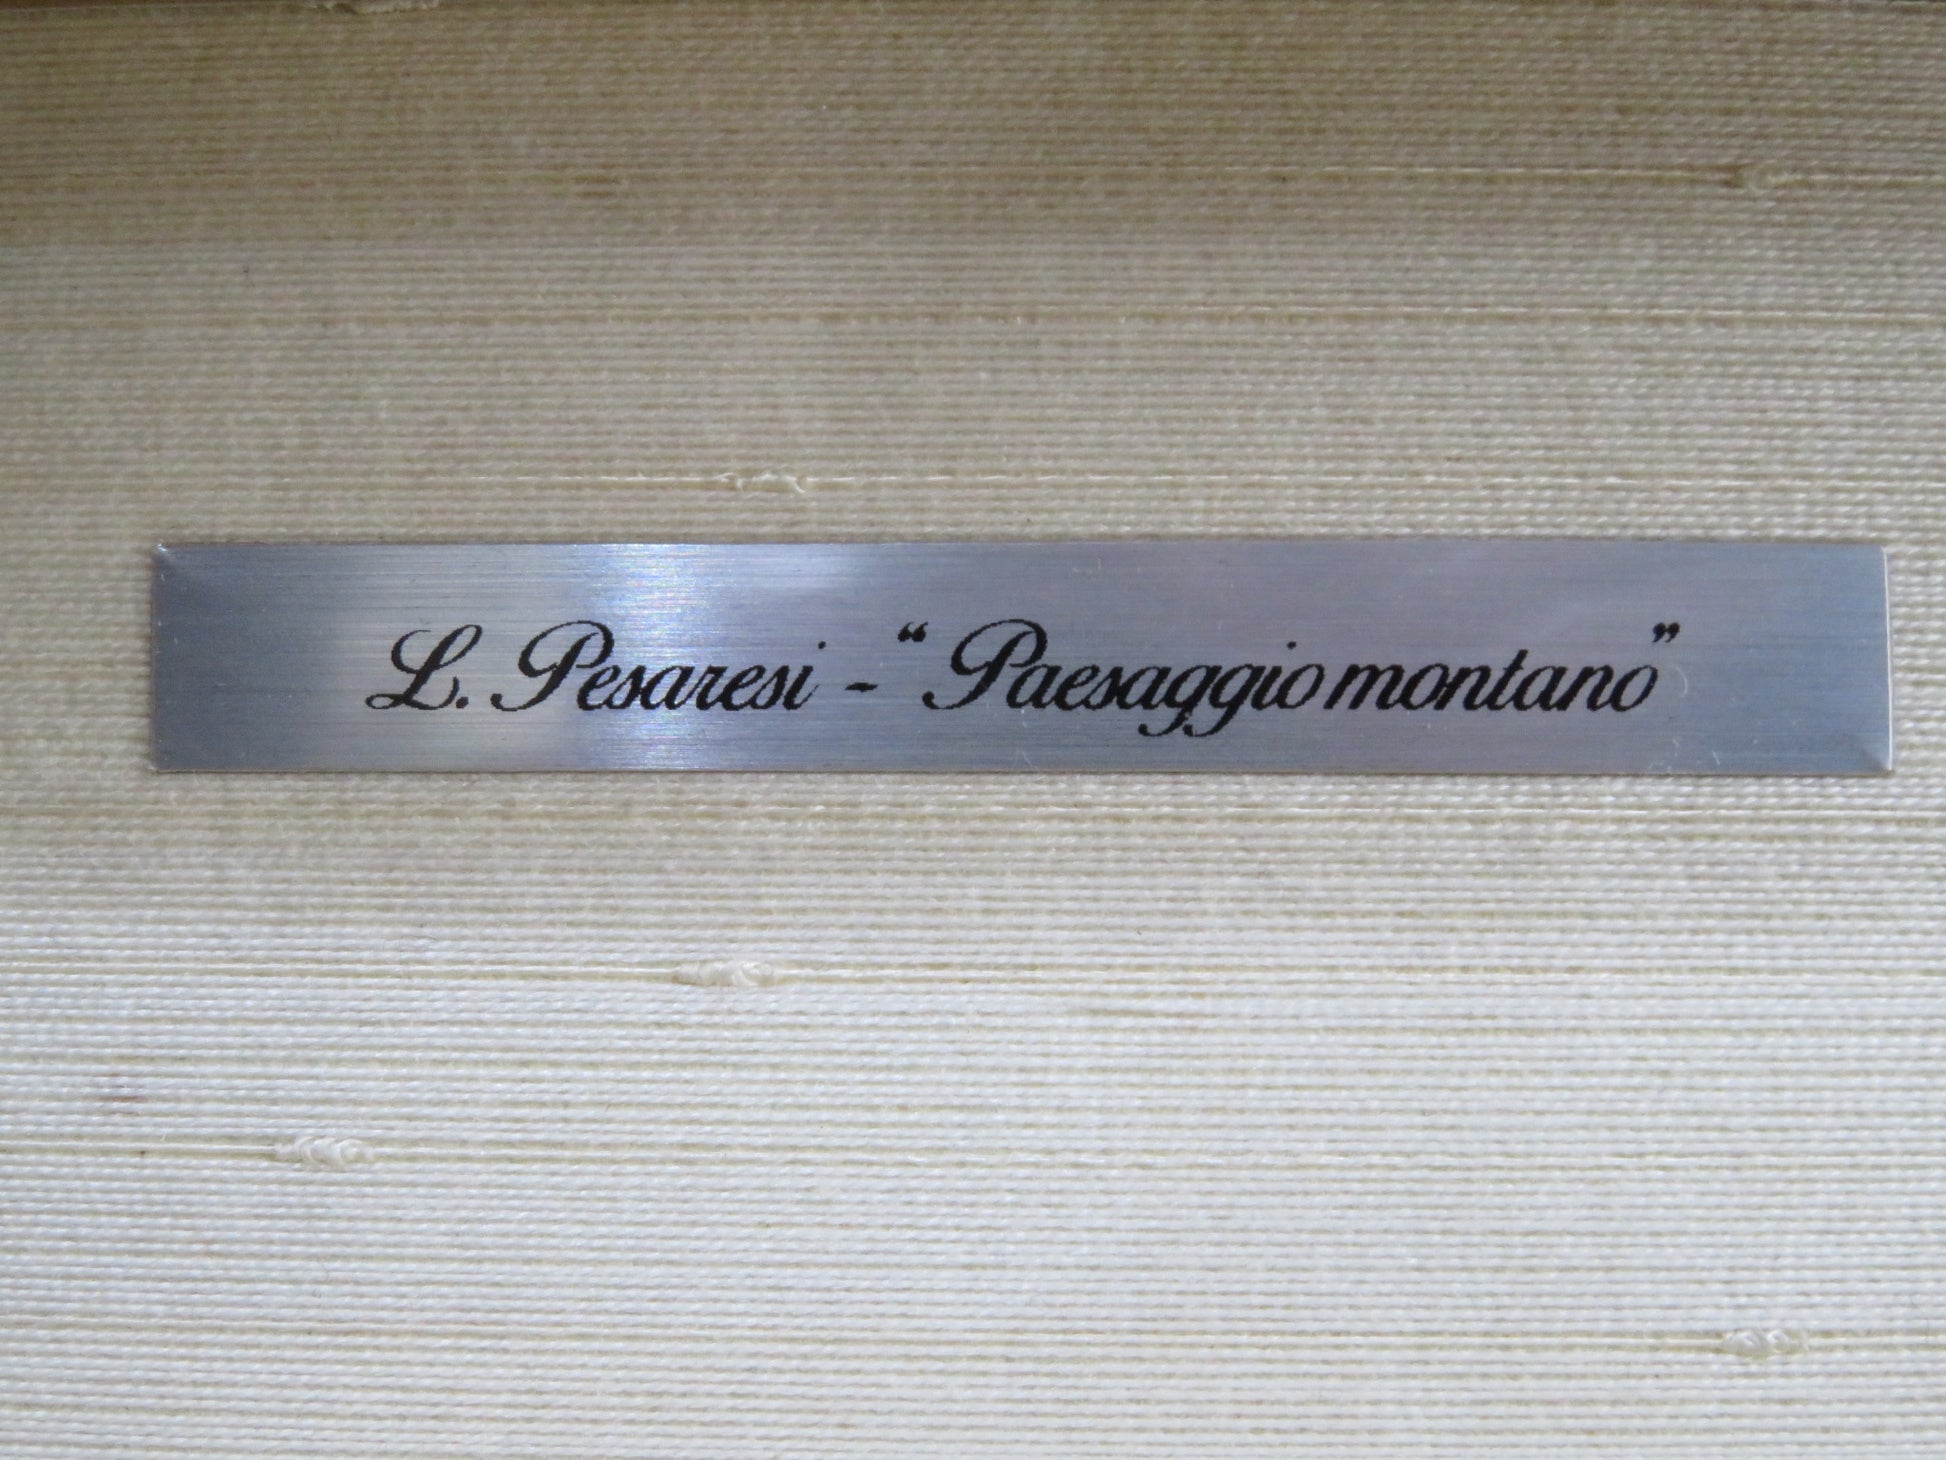 L. Pesaresi - “Paesaggio montano”